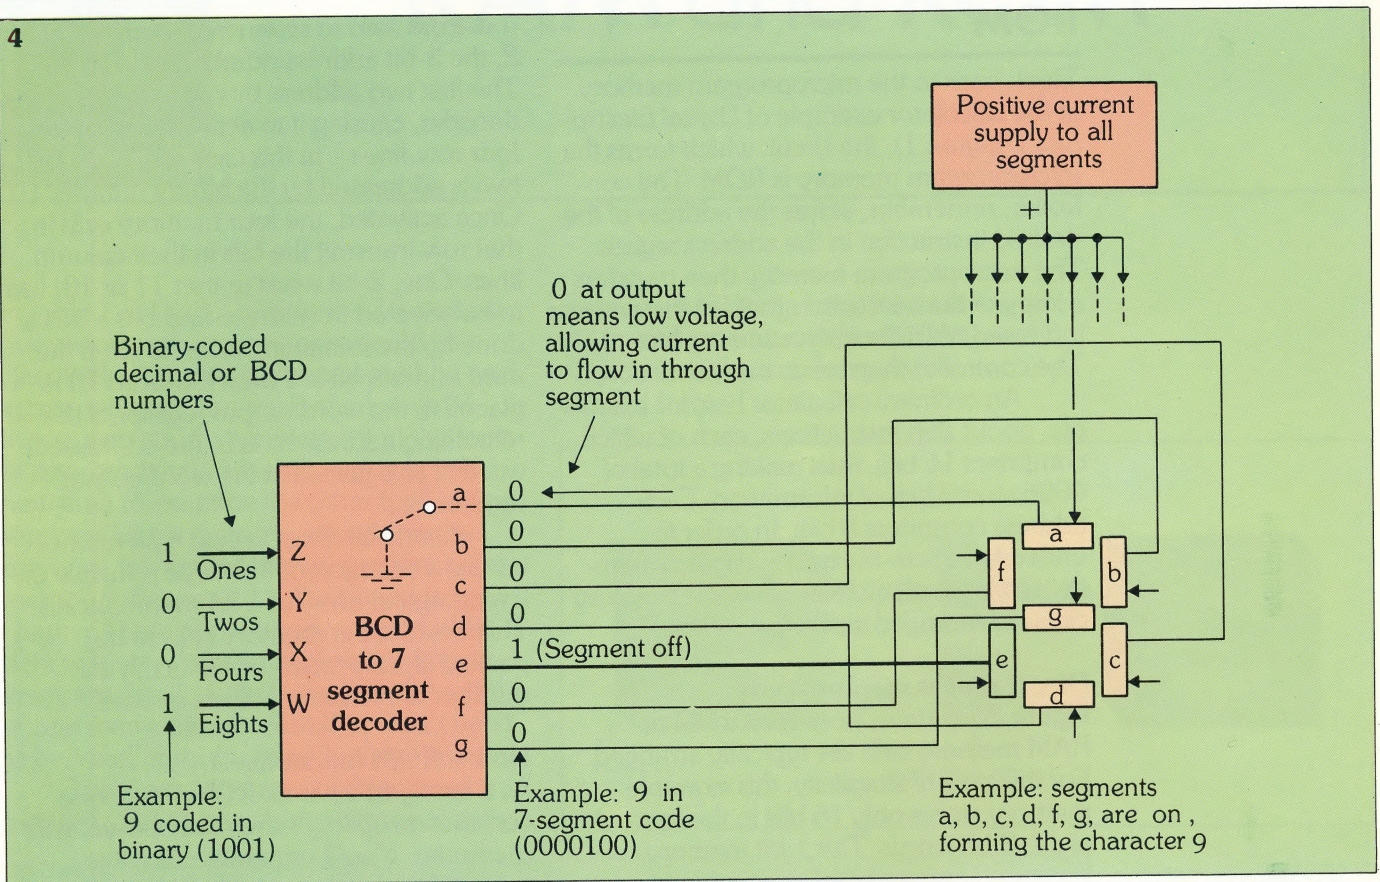 4
Positive current
supply to all
segments
+
0 at output
means low voltage,
allowing current
to flow in through
segment
Binary-coded
decimal or BCD
numbers
1
Ones
0
Twos
0
Fours
1
Eights
Z
Y
X
W
BCD
to 7
segment
decoder
a
b
c
d
e
f
g
0
0
0
0
1 (Segment off)
0
0
a
f
b
g
e
c
d
Example:
9 coded in
binary (1001)
Example: 9 in
7-segment code
(0000100)
Example: segments
a, b, c, d, f, g, are on ,
forming the character 9